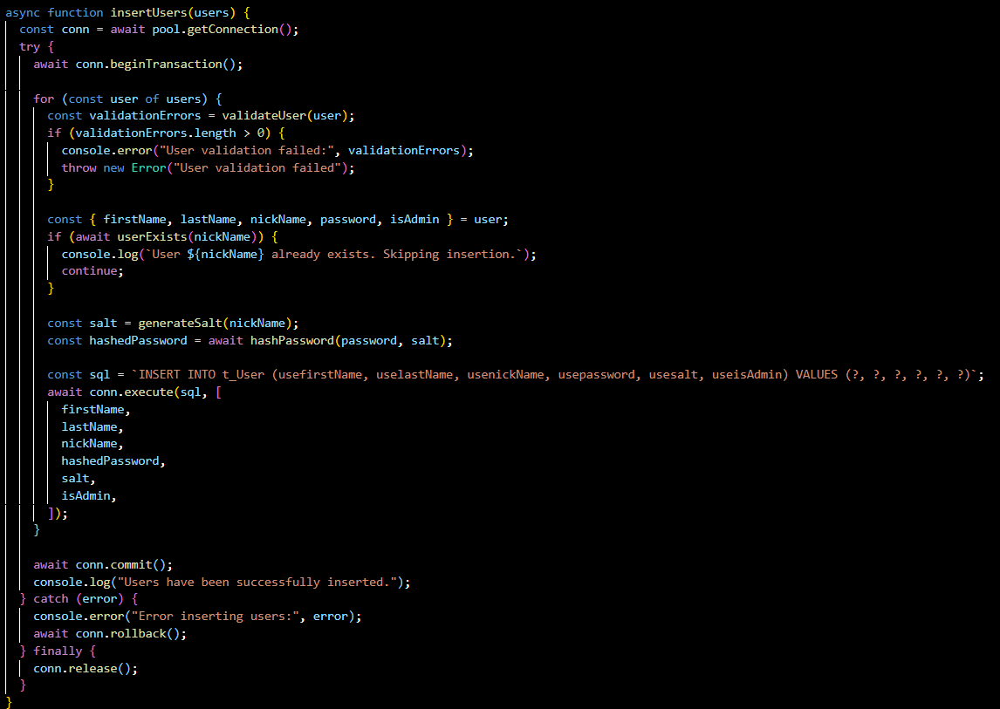 async function insertUsers(users) {
const conn = await pool.getConnection();
try {
await conn.beginTransaction();
for (const user of users) {
const validationErrors = validateUser(user);
if (validationErrors.length > 0) {
console.error("User validation failed:", validationErrors);
throw new Error("User validation failed");
}
const { firstName, lastName, nickName, password, isAdmin } = user;
if (await userExists(nickName)) {
console.log(`User ${nickName} already exists. Skipping insertion.`);
continue;
}
const salt = generateSalt(nickName);
const hashedPassword = await hashPassword(password, salt);
const sql = `INSERT INTO t_User (usefirstName, uselastName, usenickName, usepassword, usesalt, useisAdmin) VALUES (?, ?, ?, ?, ?, ?)`;
await conn.execute(sql, [
firstName,
lastName,
nickName,
hashedPassword,
salt,
isAdmin,
]);
}
await conn.commit();
console.log("Users have been successfully inserted.");
} catch (error) {
console.error("Error inserting users:", error);
await conn.rollback();
} finally {
conn.release();
}
}